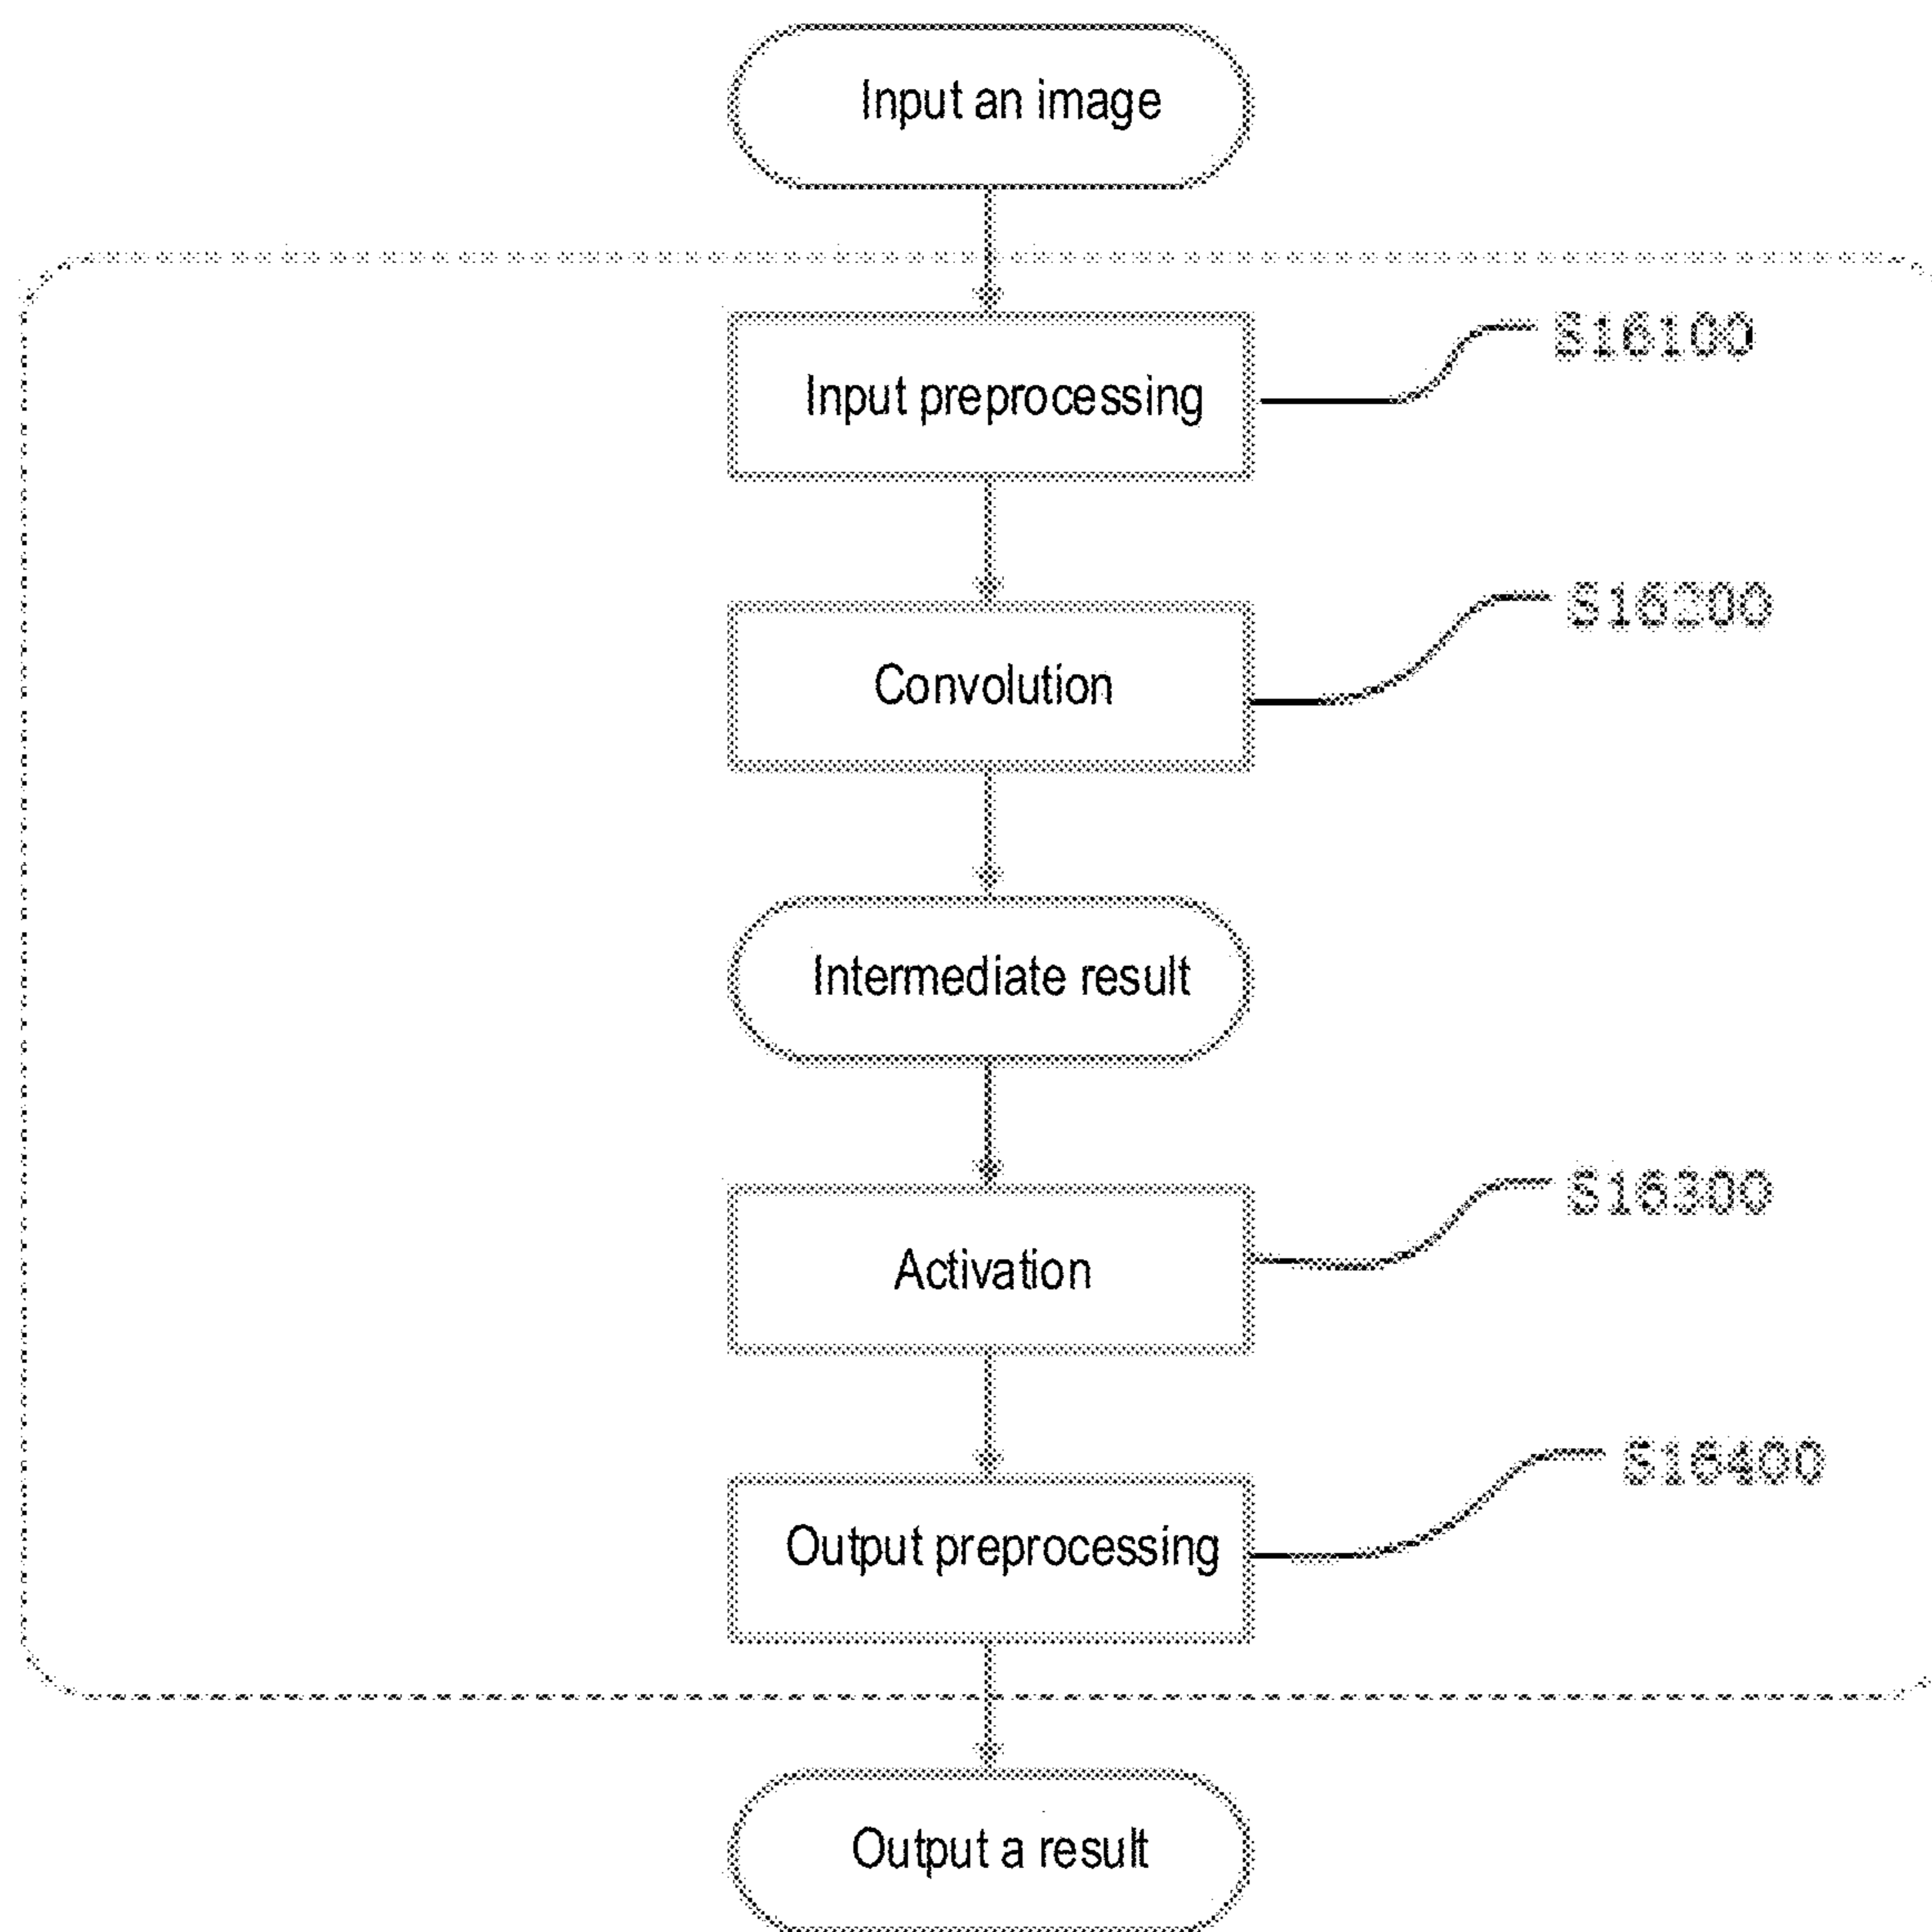 Input an image
Input preprocessing
S16100
Convolution
S16200
Intermediate result
Activation
S16300
Output preprocessing
S16400
Output a result